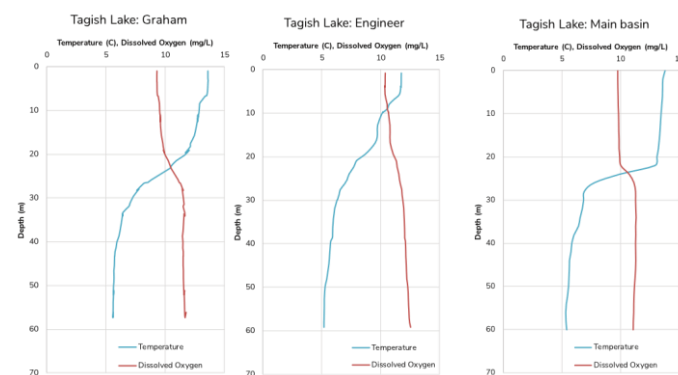 Tagish Lake: Graham
Temperature (C), Dissolved Oxygen (mg/L)
0 5 10 15
0
10
20
30
40
50
60
70
Depth (m)
Temperature
Dissolved Oxygen
Tagish Lake: Engineer
Temperature (C), Dissolved Oxygen (mg/L)
0 5 10 15
0
10
20
30
40
50
60
70
Depth (m)
Temperature
Dissolved Oxygen
Tagish Lake: Main basin
Temperature (C), Dissolved Oxygen (mg/L)
0 5 10
0
10
20
30
40
50
60
70
Depth (m)
Temperature
Dissolved Oxygen